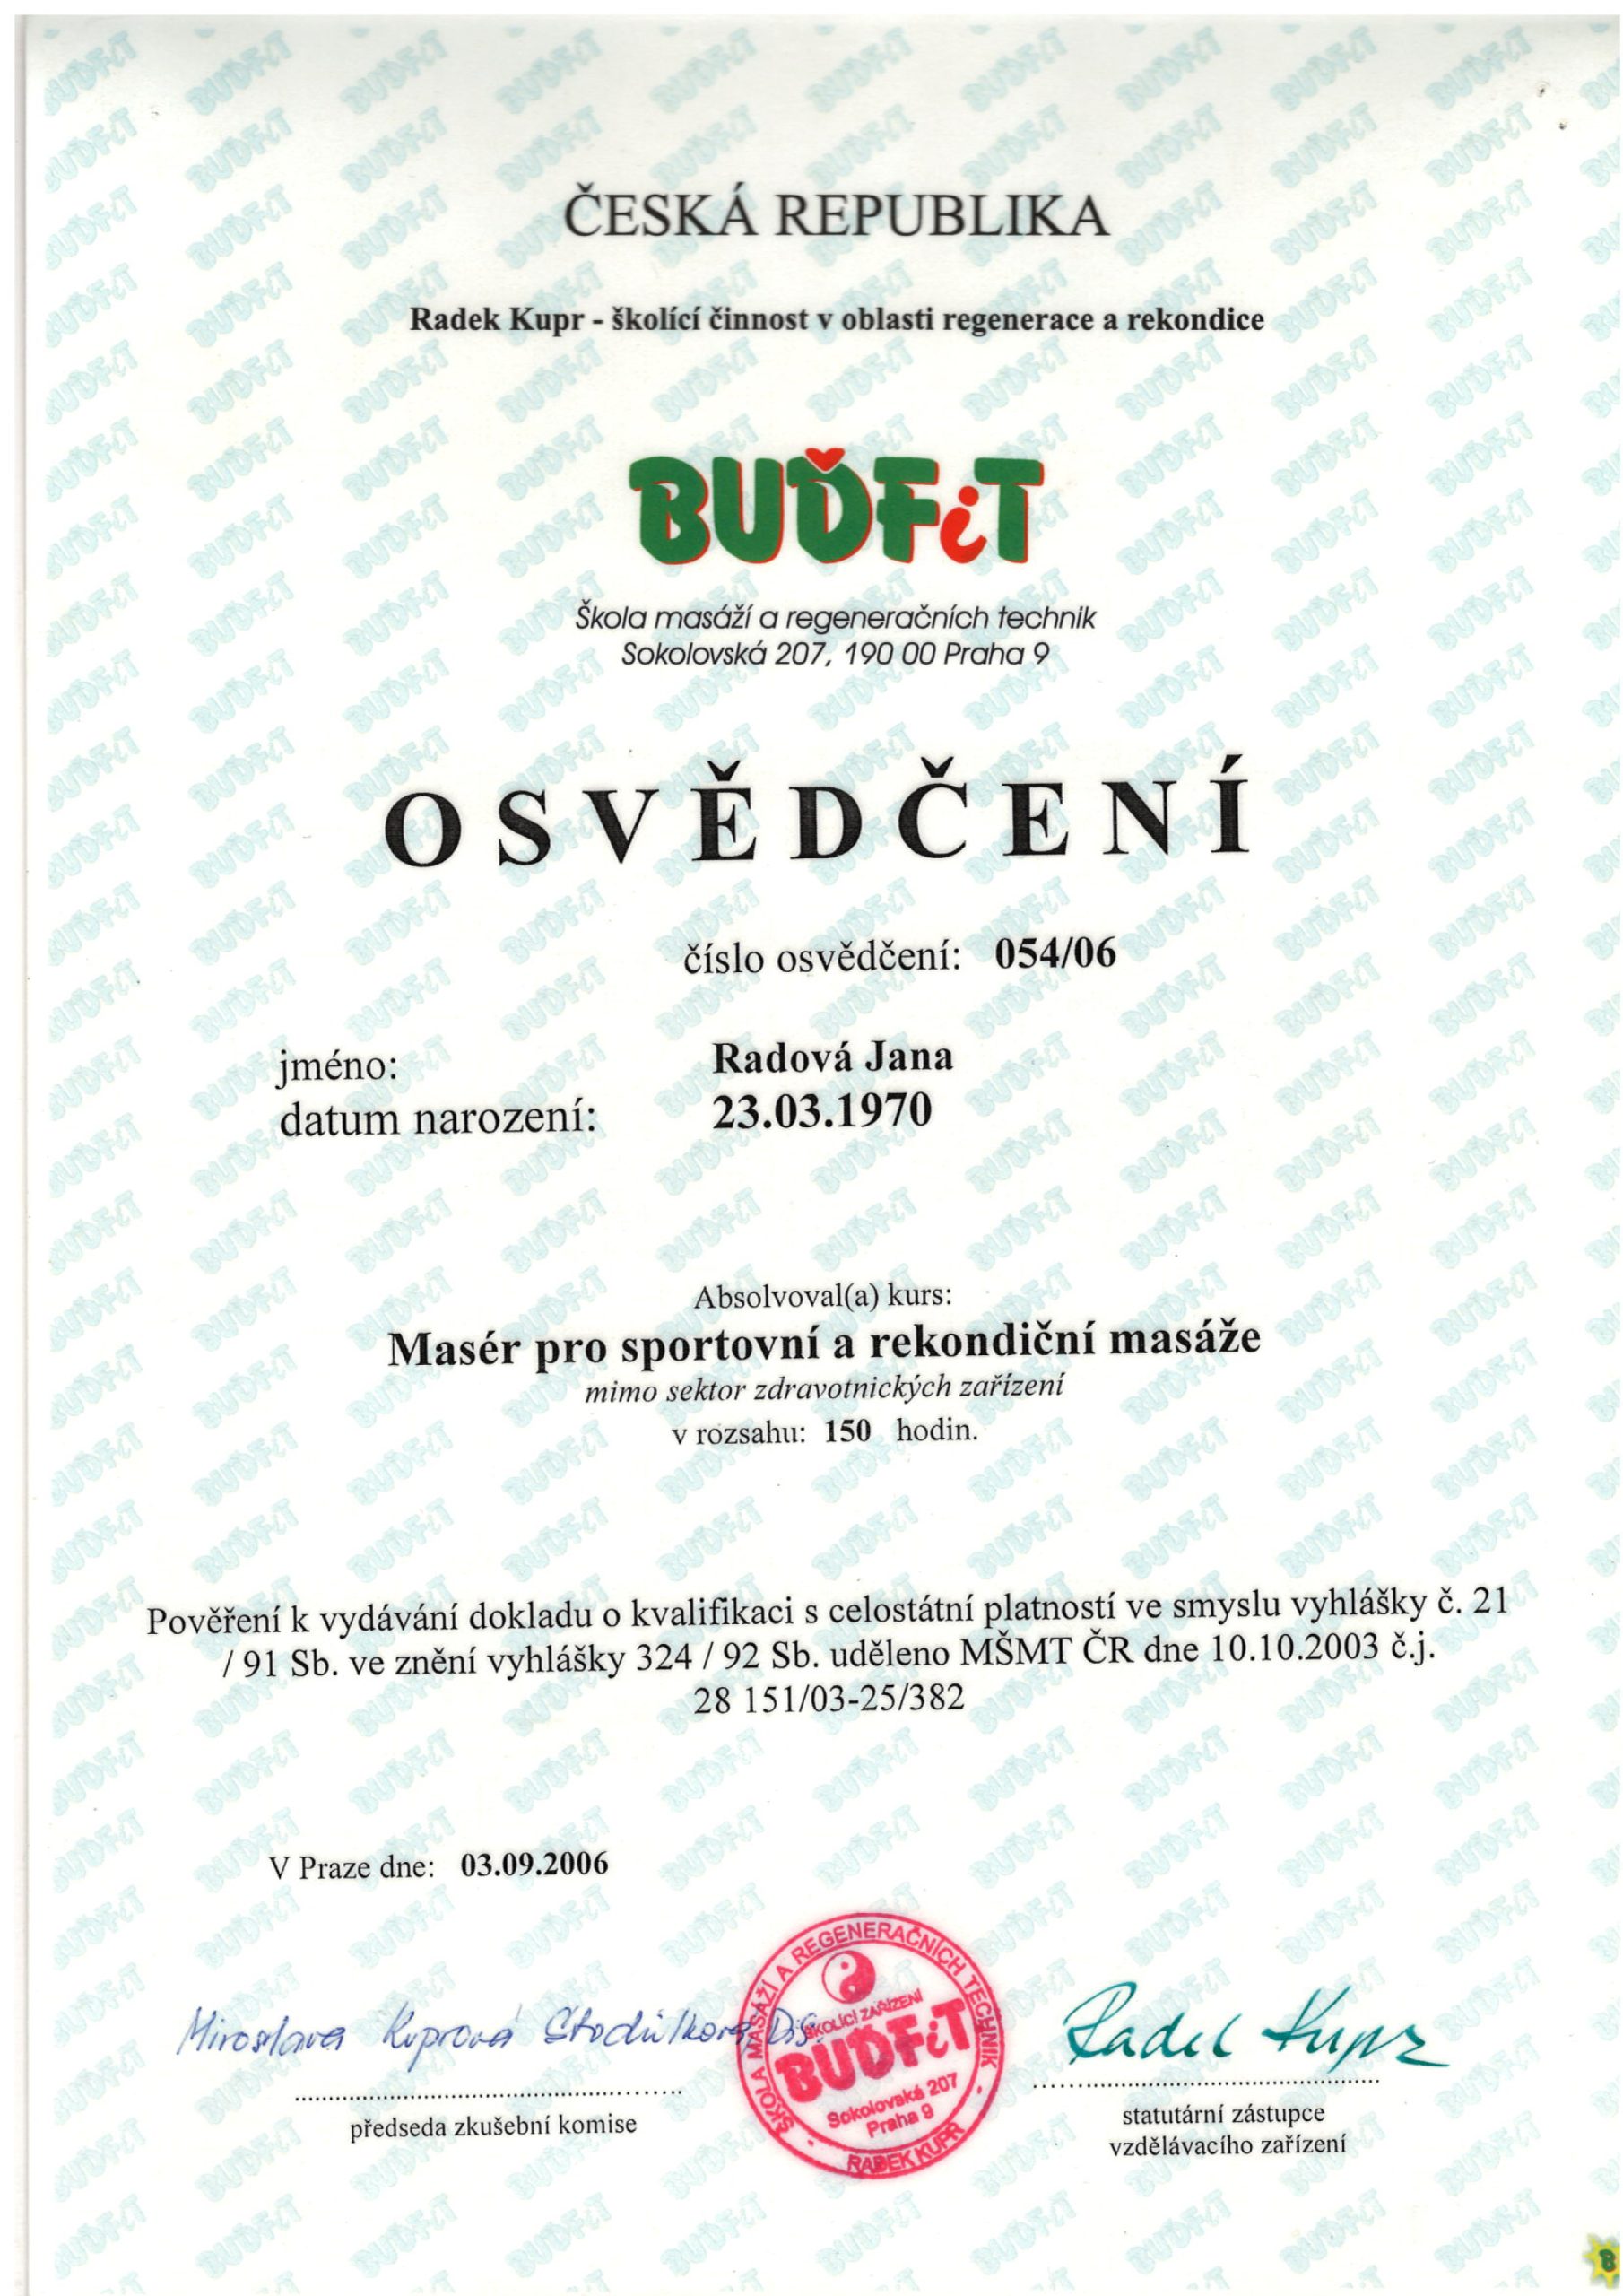 ČESKÁ REPUBLIKA
Radek Kupr - školící činnost v oblasti regenerace a rekondice
BUĎFiT
Škola masáží a regeneračních technik
Sokolovská 207, 190 00 Praha 9
OSVĚDČENÍ
číslo osvědčení: 054/06
jméno: Radová Jana
datum narození: 23.03.1970
Absolvoval(a) kurs:
Masér pro sportovní a rekondiční masáže
mimo sektor zdravotnických zařízení
v rozsahu: 150 hodin.
Pověření k vydávání dokladu o kvalifikaci s celostátní platností ve smyslu vyhlášky č. 21
/ 91 Sb. ve znění vyhlášky 324 / 92 Sb. uděleno MŠMT ČR dne 10.10.2003 č.j.
28 151/03-25/382
V Praze dne: 03.09.2006
Miroslava Kuprová Stodůlková, DiS.
předseda zkušební komise
ŠKOLA MASÁŽÍ A REGENERAČNÍCH TECHNIK
ŠKOLÍCÍ ZAŘÍZENÍ
BUĎFiT
Sokolovská 207
Praha 9
RADEK KUPR
Radek Kupr
statutární zástupce
vzdělávacího zařízení
B